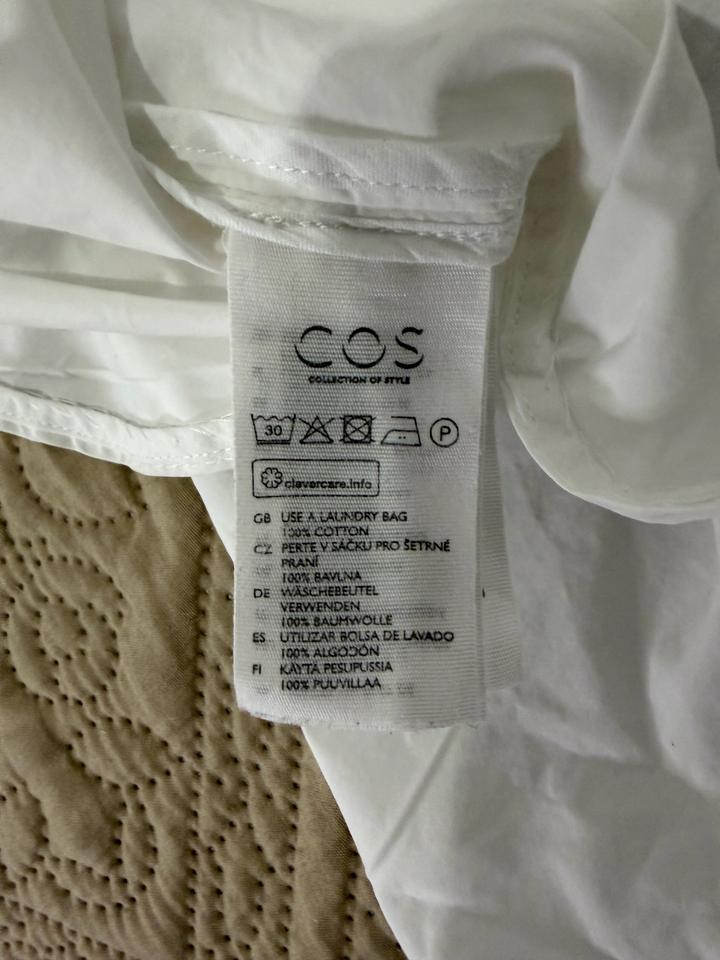 COS
COLLECTION OF STYLE
30 P
clevercare.info
GB USE A LAUNDRY BAG
100% COTTON
CZ PERTE V SÁČKU PRO ŠETRNÉ
PRANÍ
100% BAVLNA
DE WÄSCHEBEUTEL
VERWENDEN
100% BAUMWOLLE
ES UTILIZAR BOLSA DE LAVADO
100% ALGODÓN
FI KÄYTÄ PESUPUSSIA
100% PUUVILLAA